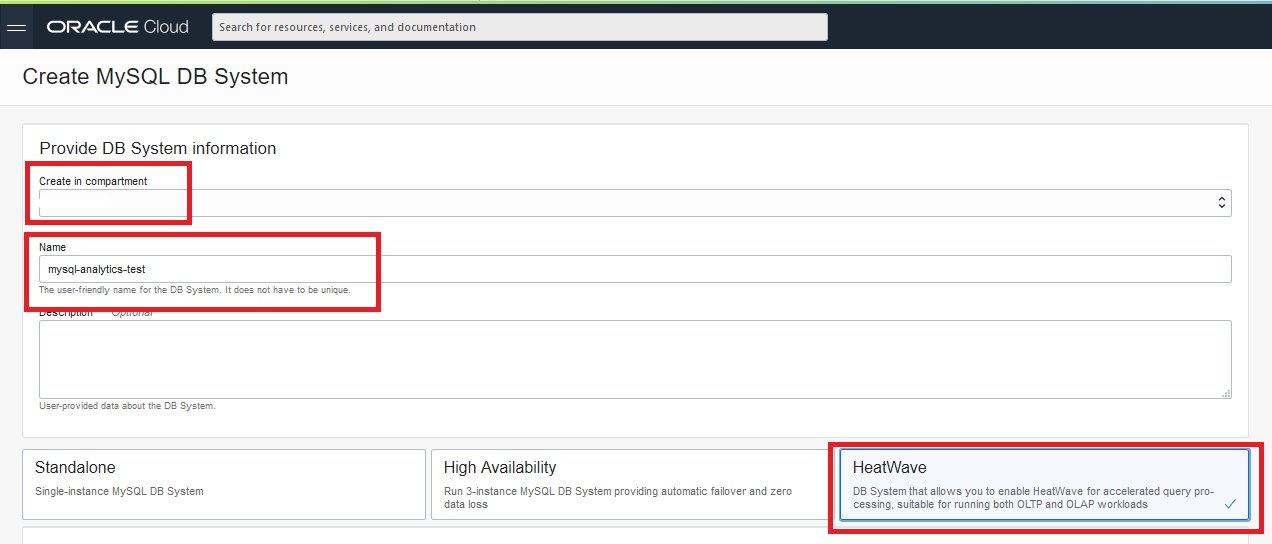 ORACLE Cloud
Search for resources, services, and documentation
Create MySQL DB System
Provide DB System information
Create in compartment
Name
mysql-analytics-test
The user-friendly name for the DB System. It does not have to be unique.
Description Optional
User-provided data about the DB System.
Standalone
Single-instance MySQL DB System
High Availability
Run 3-instance MySQL DB System providing automatic failover and zero
data loss
HeatWave
DB System that allows you to enable HeatWave for accelerated query pro-
cessing, suitable for running both OLTP and OLAP workloads